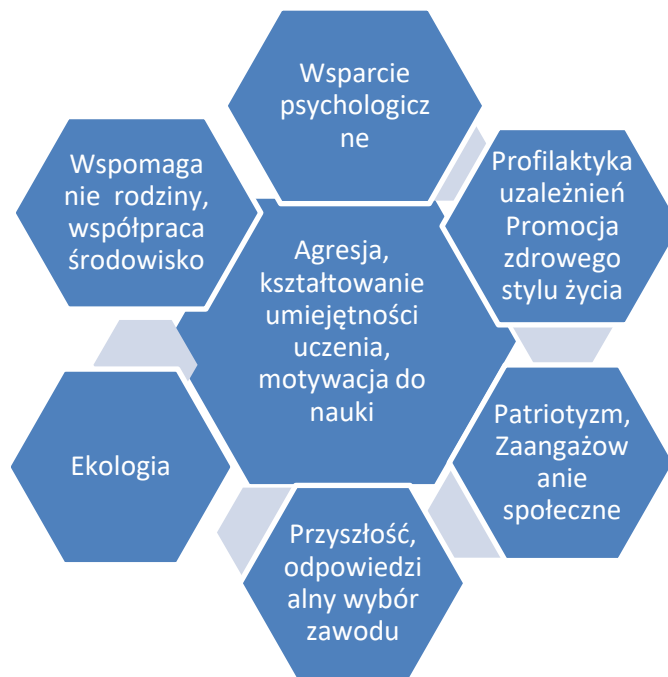 Wsparcie
psychologicz
ne
Profilaktyka
uzależnień
Promocja
zdrowego
stylu życia
Wspomaga
nie rodziny,
współpraca
środowisko
Agresja,
kształtowanie
umiejętności
uczenia,
motywacja do
nauki
Patriotyzm,
Zaangażow
anie
społeczne
Ekologia
Przyszłość,
odpowiedzi
alny wybór
zawodu